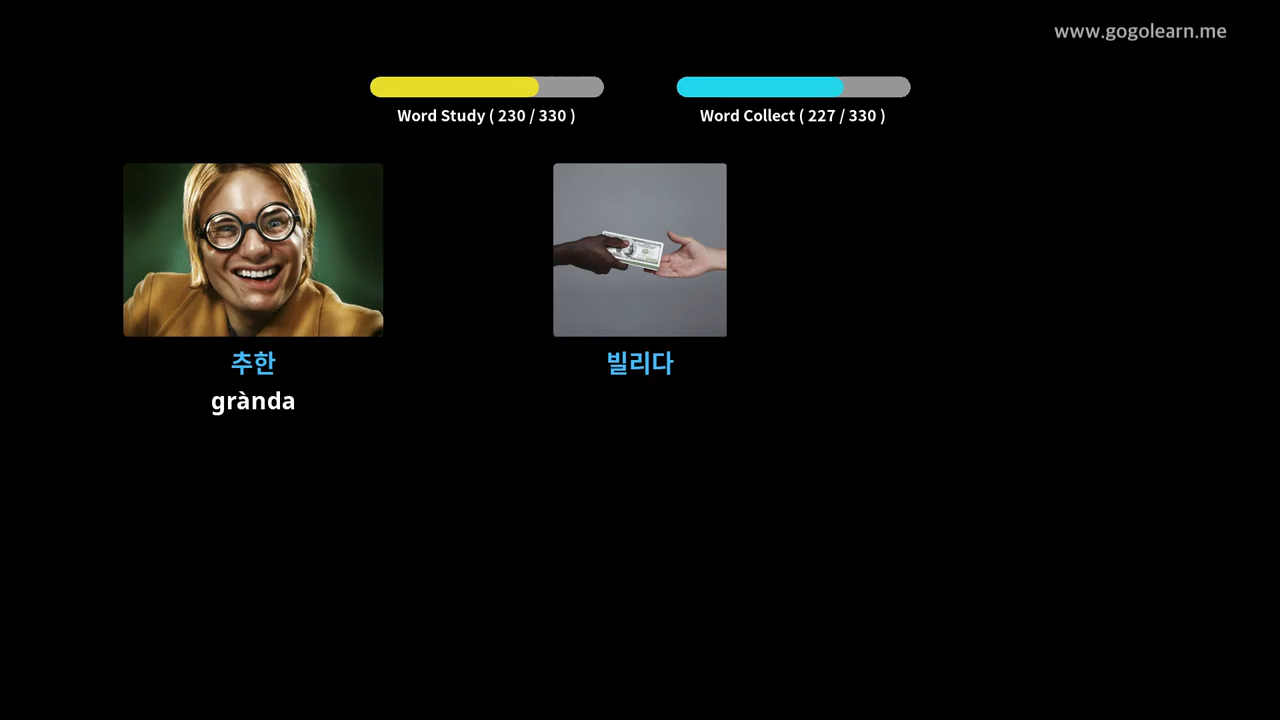 www.gogolearn.me
Word Study ( 230 / 330 )
Word Collect ( 227 / 330 )
추한
grànda
빌리다